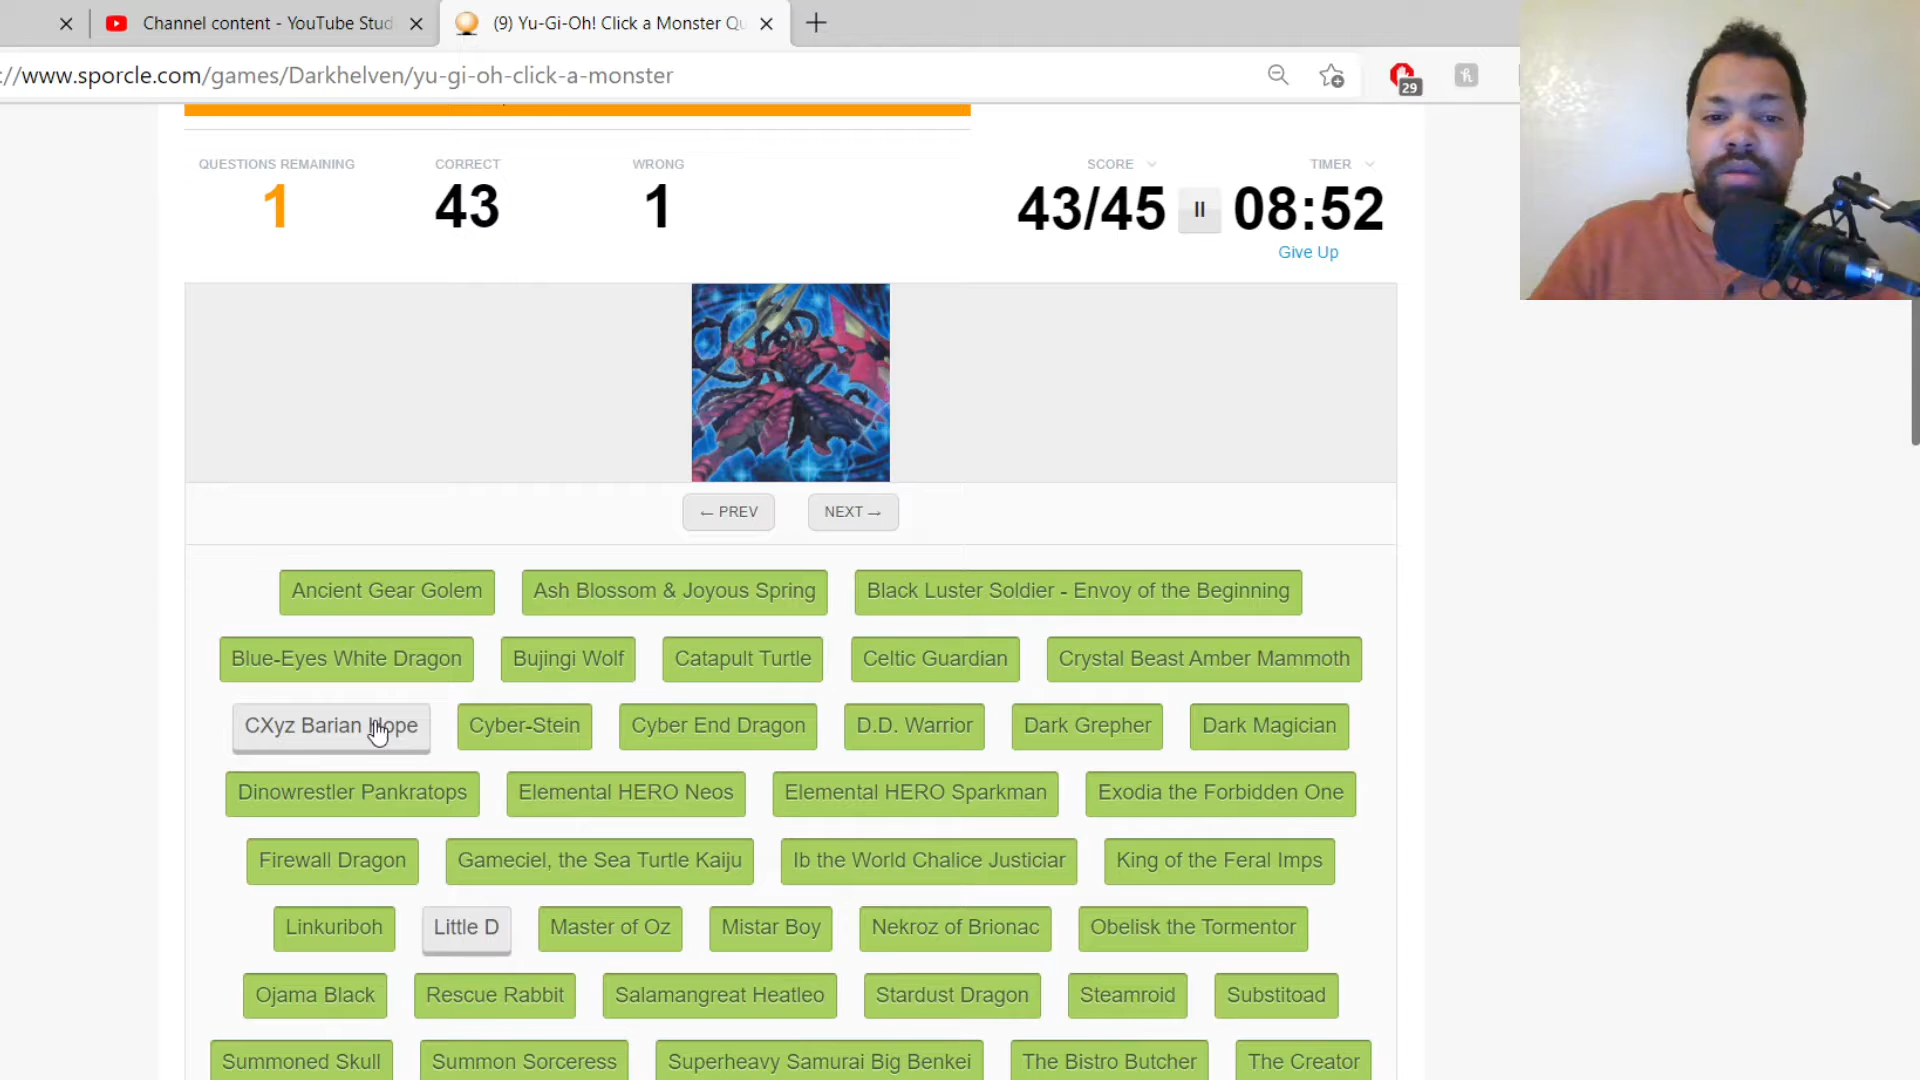 Channel content - YouTube Stud
(9) Yu-Gi-Oh! Click a Monster Qu
://www.sporcle.com/games/Darkhelven/yu-gi-oh-click-a-monster
29
h
QUESTIONS REMAINING
1
CORRECT
43
WRONG
1
SCORE
43/45
TIMER
08:52
Give Up
← PREV
NEXT →
Ancient Gear Golem
Ash Blossom & Joyous Spring
Black Luster Soldier - Envoy of the Beginning
Blue-Eyes White Dragon
Bujingi Wolf
Catapult Turtle
Celtic Guardian
Crystal Beast Amber Mammoth
CXyz Barian Hope
Cyber-Stein
Cyber End Dragon
D.D. Warrior
Dark Grepher
Dark Magician
Dinowrestler Pankratops
Elemental HERO Neos
Elemental HERO Sparkman
Exodia the Forbidden One
Firewall Dragon
Gameciel, the Sea Turtle Kaiju
Ib the World Chalice Justiciar
King of the Feral Imps
Linkuriboh
Little D
Master of Oz
Mistar Boy
Nekroz of Brionac
Obelisk the Tormentor
Ojama Black
Rescue Rabbit
Salamangreat Heatleo
Stardust Dragon
Steamroid
Substitoad
Summoned Skull
Summon Sorceress
Superheavy Samurai Big Benkei
The Bistro Butcher
The Creator